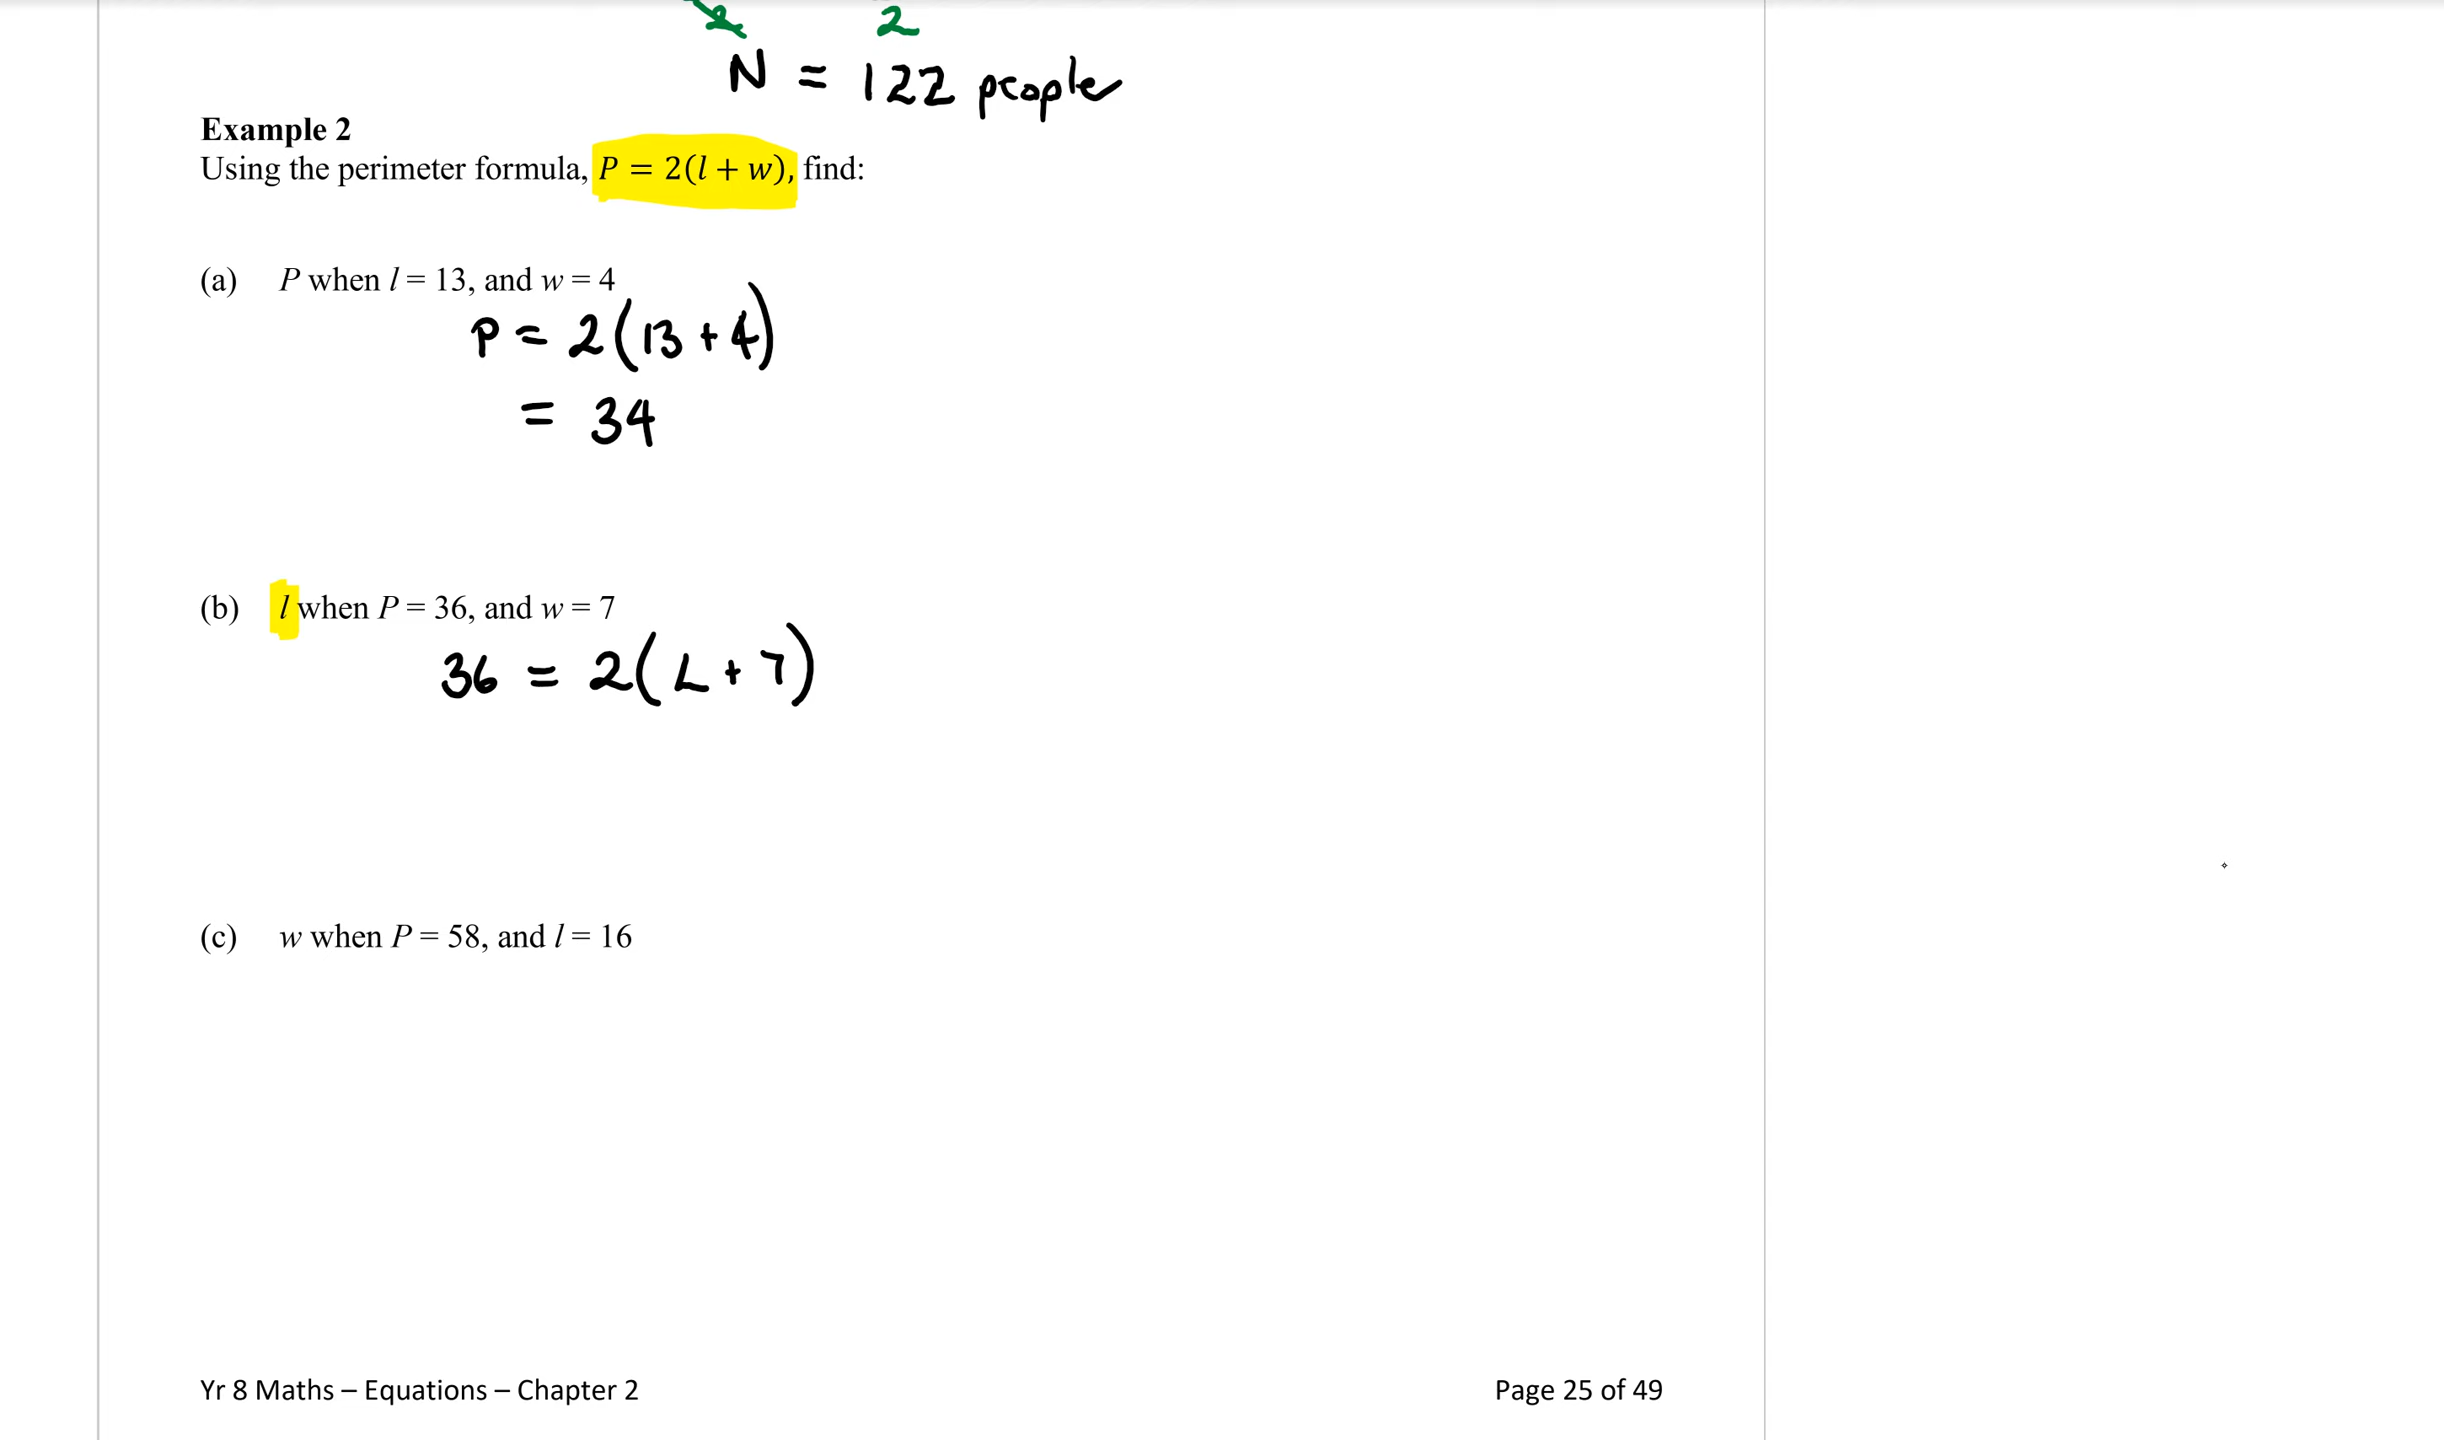 2 2
N = 122 people
Example 2
Using the perimeter formula, P = 2(l + w), find:
(a) P when l = 13, and w = 4
P = 2(13 + 4)
= 34
(b) l when P = 36, and w = 7
36 = 2(L + 7)
(c) w when P = 58, and l = 16
Yr 8 Maths – Equations – Chapter 2 Page 25 of 49